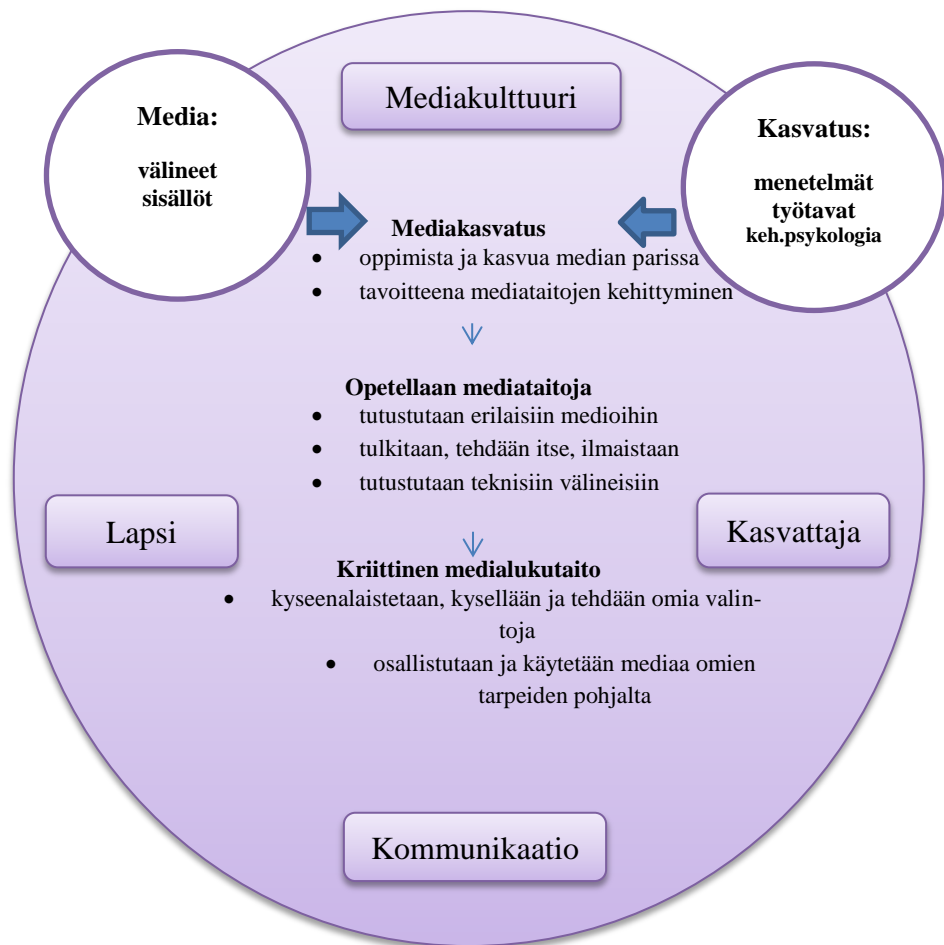 Mediakulttuuri
Media:
välineet
sisällöt
Kasvatus:
menetelmät
työtavat
keh.psykologia
Mediakasvatus
• oppimista ja kasvua median parissa
• tavoitteena mediataitojen kehittyminen
Opetellaan mediataitoja
• tutustutaan erilaisiin medioihin
• tulkitaan, tehdään itse, ilmaistaan
• tutustutaan teknisiin välineisiin
Lapsi
Kasvattaja
Kriittinen medialukutaito
• kyseenalaistetaan, kysellään ja tehdään omia valin-
toja
• osallistutaan ja käytetään mediaa omien
tarpeiden pohjalta
Kommunikaatio